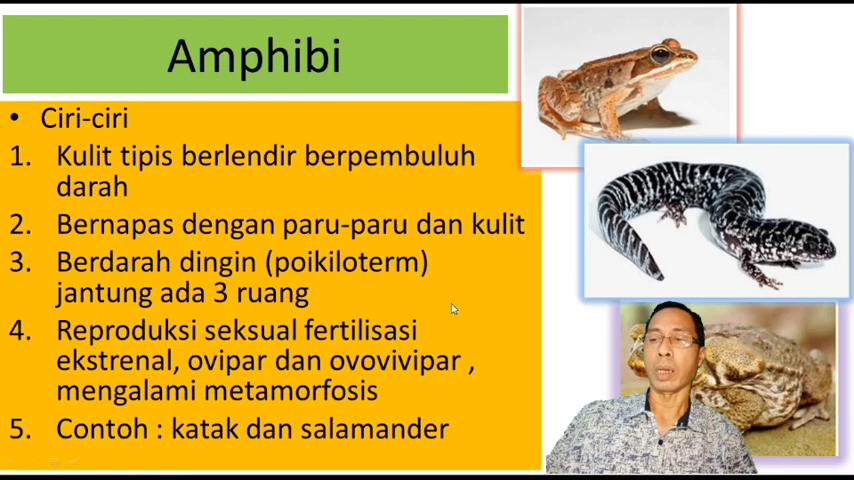 Amphibi
• Ciri-ciri
1. Kulit tipis berlendir berpembuluh
darah
2. Bernapas dengan paru-paru dan kulit
3. Berdarah dingin (poikiloterm)
jantung ada 3 ruang
4. Reproduksi seksual fertilisasi
ekstrenal, ovipar dan ovovivipar ,
mengalami metamorfosis
5. Contoh : katak dan salamander